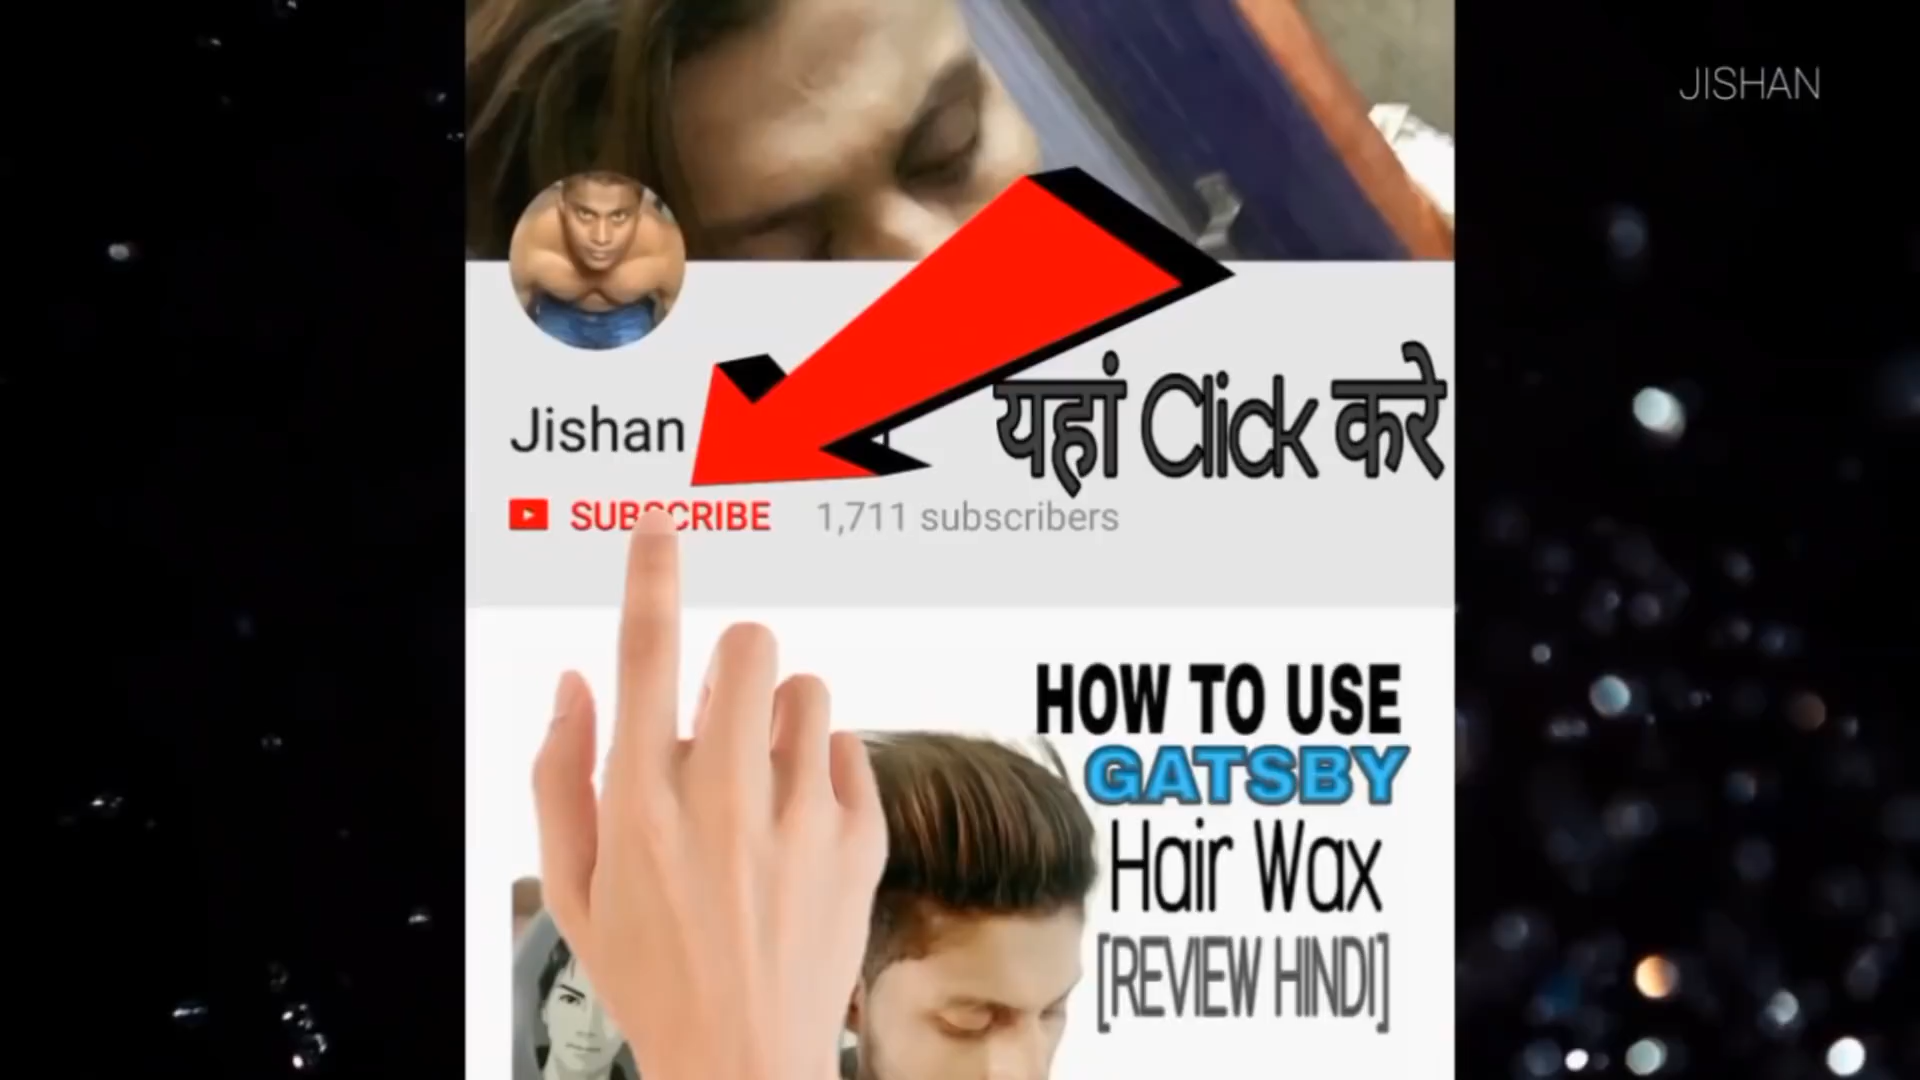 JISHAN
Jishan
यहां Click करे
SUBSCRIBE 1,711 subscribers
HOW TO USE
GATSBY
Hair Wax
[REVIEW HINDI]